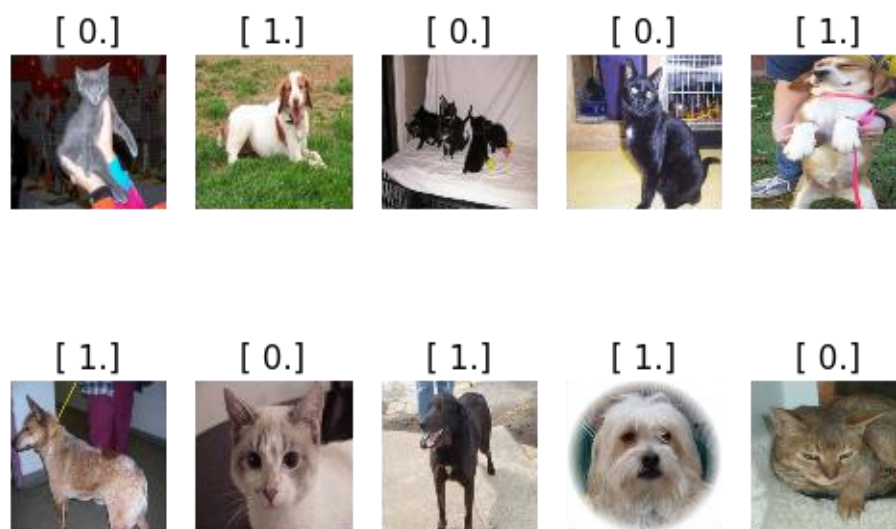 [ 0.] [ 1.] [ 0.] [ 0.] [ 1.]
[ 1.] [ 0.] [ 1.] [ 1.] [ 0.]